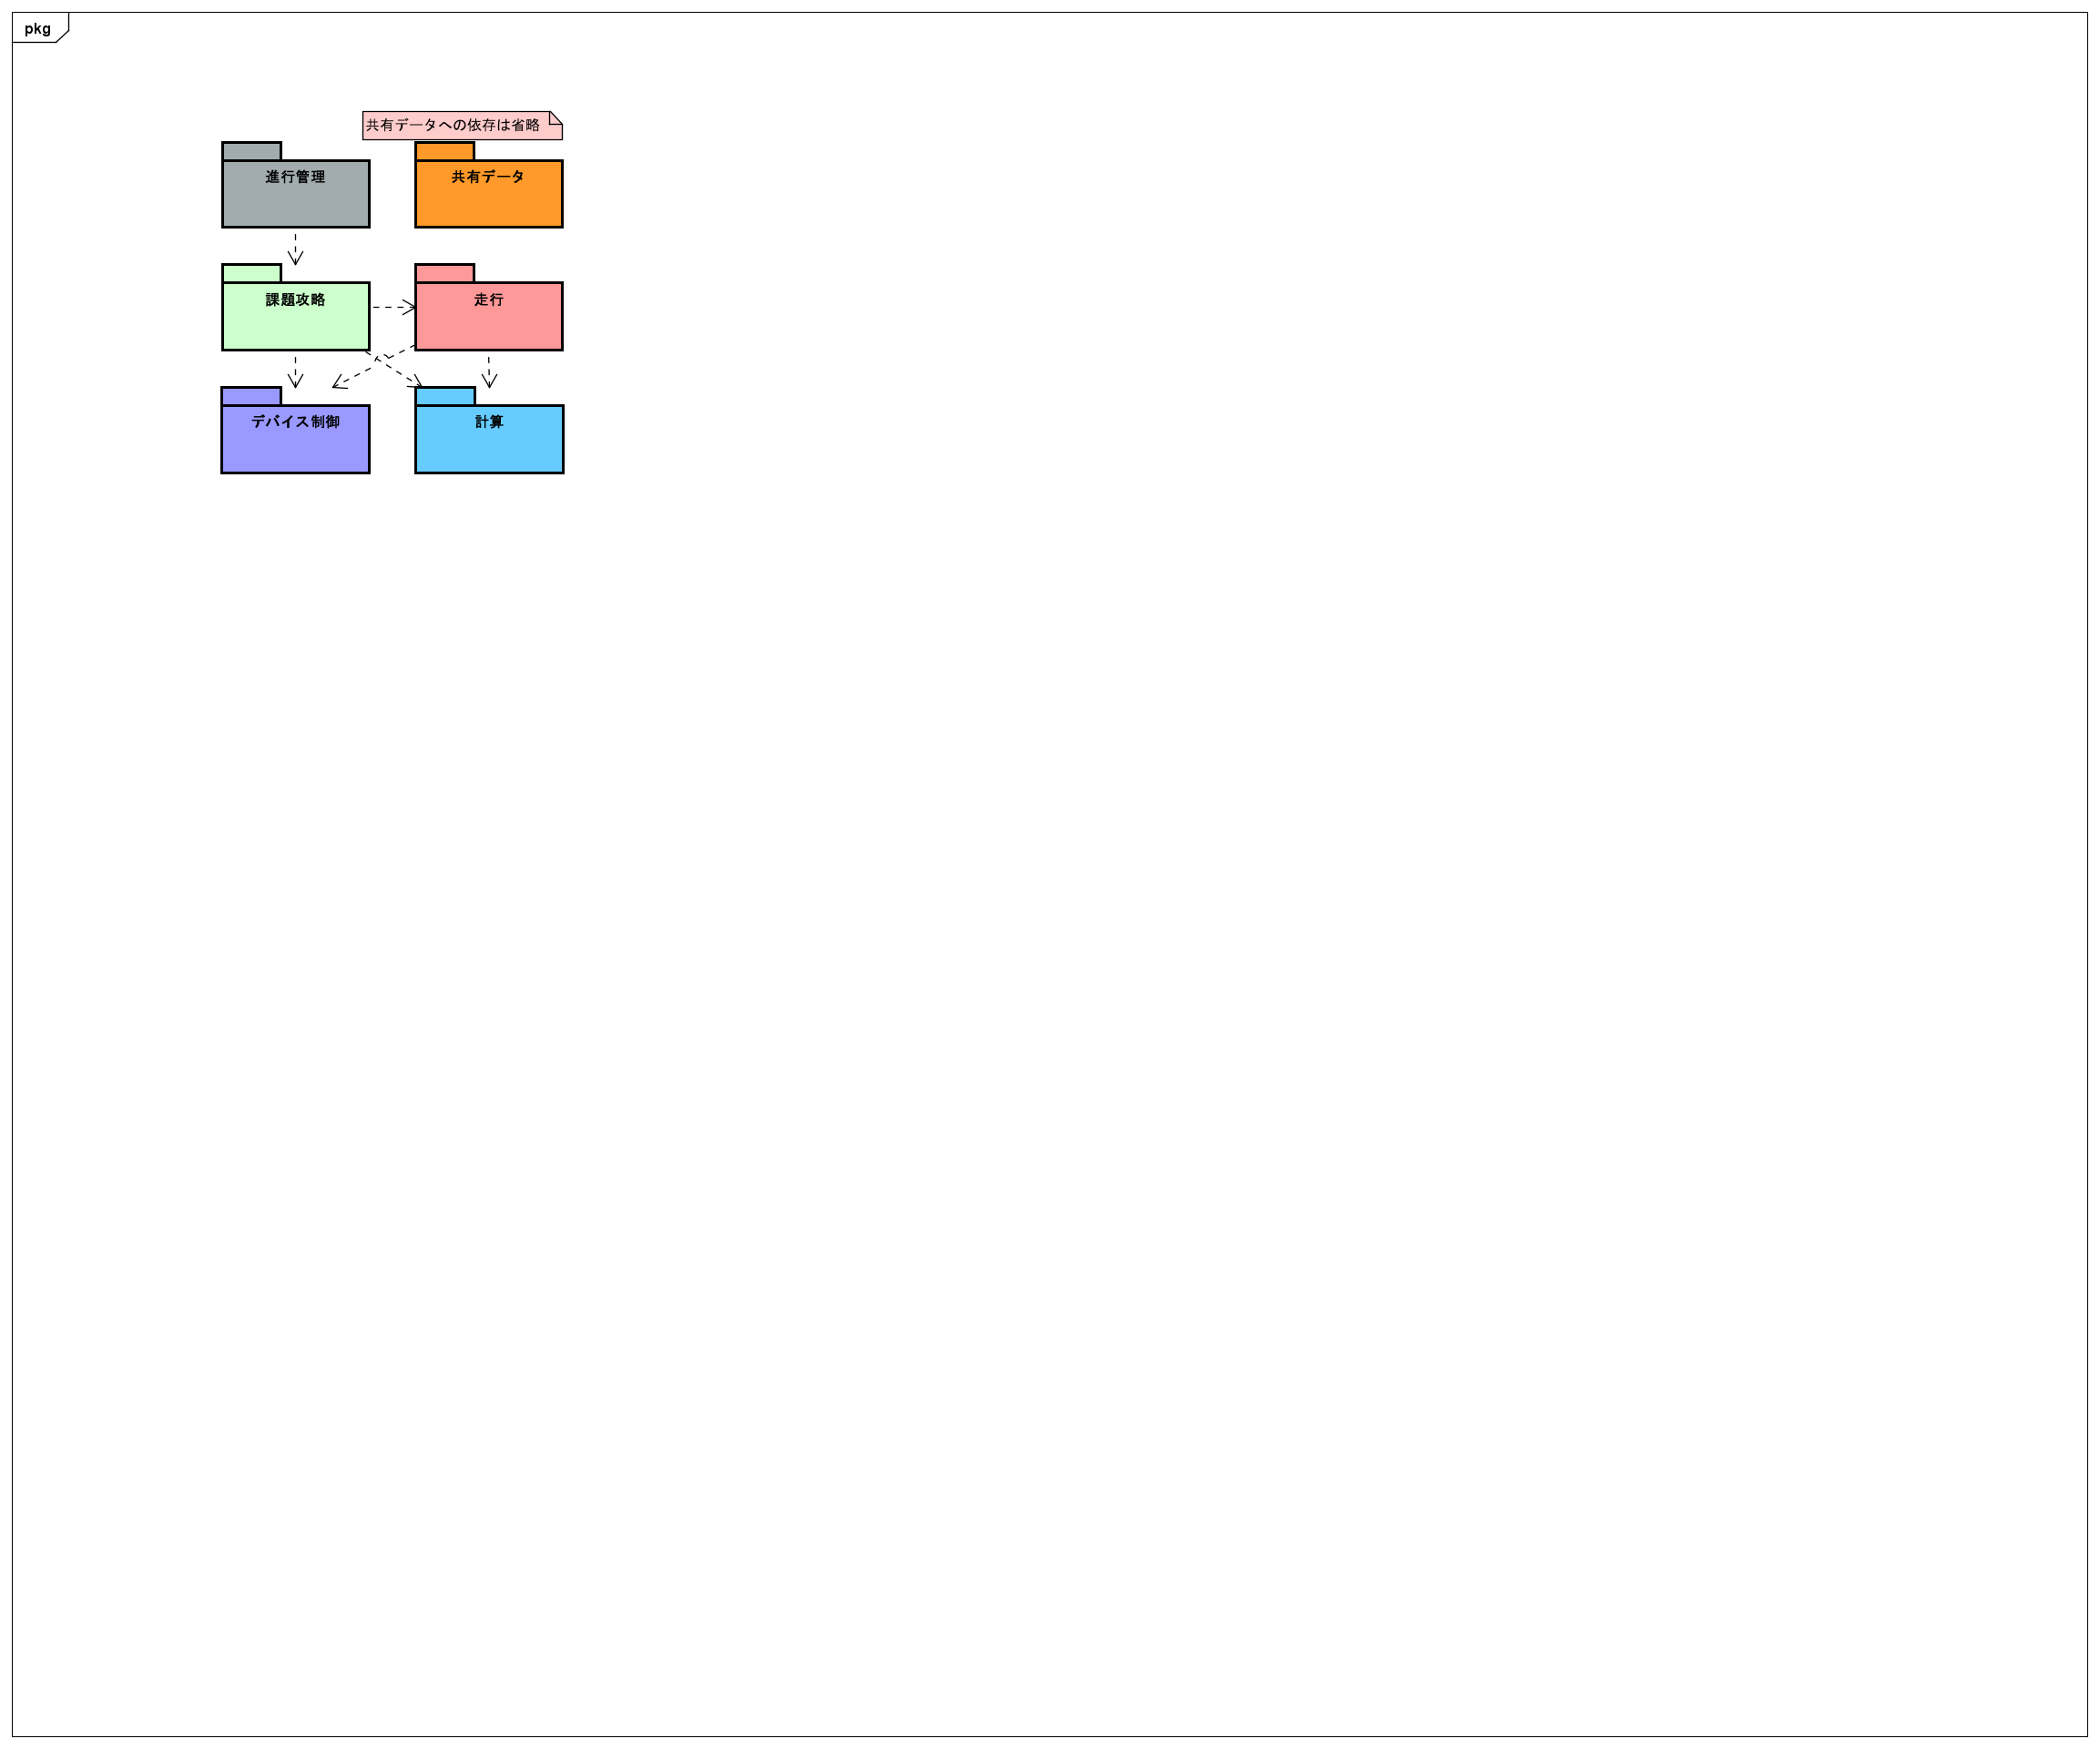 pkg
共有データへの依存は省略
進行管理
共有データ
課題攻略
走行
デバイス制御
計算